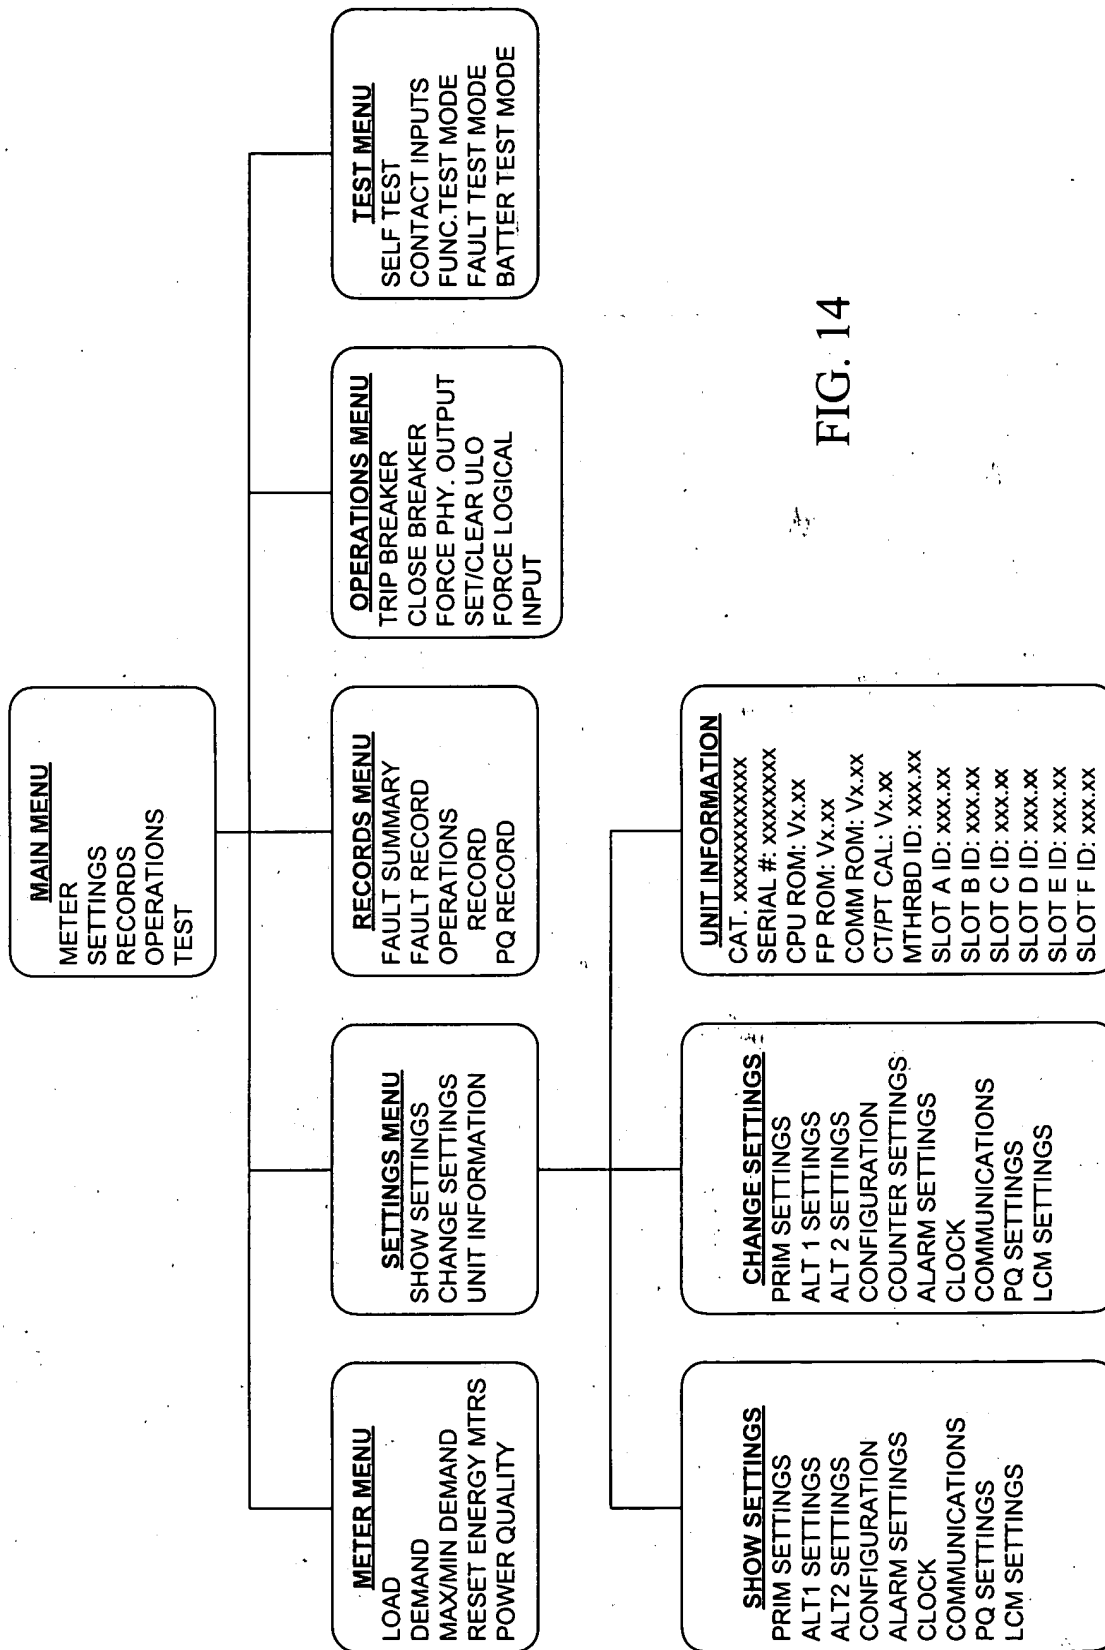 MAIN MENU
METER
SETTINGS
RECORDS
OPERATIONS
TEST
METER MENU
LOAD
DEMAND
MAX/MIN DEMAND
RESET ENERGY MTRS
POWER QUALITY
SETTINGS MENU
SHOW SETTINGS
CHANGE SETTINGS
UNIT INFORMATION
RECORDS MENU
FAULT SUMMARY
FAULT RECORD
OPERATIONS
RECORD
PQ RECORD
OPERATIONS MENU
TRIP BREAKER
CLOSE BREAKER
FORCE PHY. OUTPUT
SET/CLEAR ULO
FORCE LOGICAL
INPUT
TEST MENU
SELF TEST
CONTACT INPUTS
FUNC.TEST MODE
FAULT TEST MODE
BATTER TEST MODE
SHOW SETTINGS
PRIM SETTINGS
ALT1 SETTINGS
ALT2 SETTINGS
CONFIGURATION
ALARM SETTINGS
CLOCK
COMMUNICATIONS
PQ SETTINGS
LCM SETTINGS
CHANGE SETTINGS
PRIM SETTINGS
ALT 1 SETTINGS
ALT 2 SETTINGS
CONFIGURATION
COUNTER SETTINGS
ALARM SETTINGS
CLOCK
COMMUNICATIONS
PQ SETTINGS
LCM SETTINGS
UNIT INFORMATION
CAT. xxxxxxxxxxxx
SERIAL #: xxxxxxxx
CPU ROM: Vx.xx
FP ROM: Vx.xx
COMM ROM: Vx.xx
CT/PT CAL: Vx.xx
MTHRBD ID: xxx.xx
SLOT A ID: xxx.xx
SLOT B ID: xxx.xx
SLOT C ID: xxx.xx
SLOT D ID: xxx.xx
SLOT E ID: xxx.xx
SLOT F ID: xxx.xx
FIG. 14